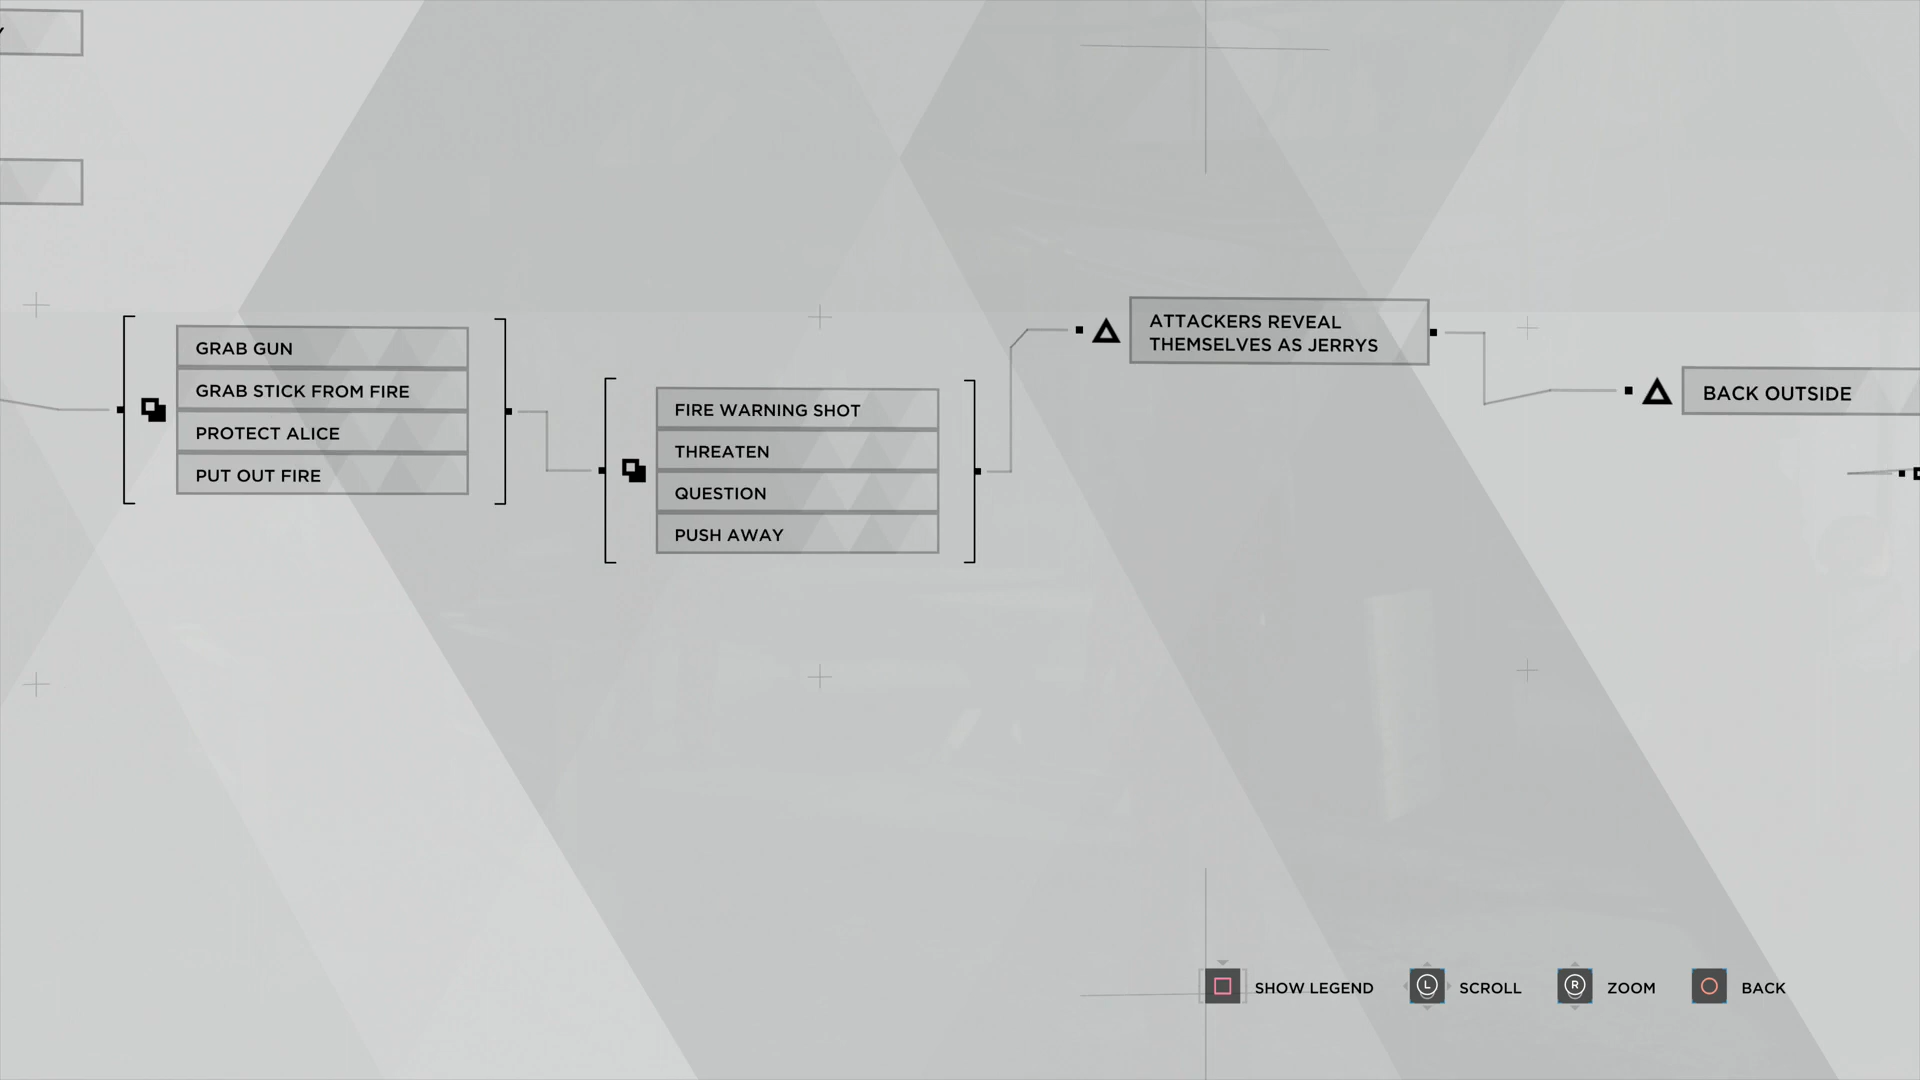 GRAB GUN
GRAB STICK FROM FIRE
PROTECT ALICE
PUT OUT FIRE
FIRE WARNING SHOT
THREATEN
QUESTION
PUSH AWAY
ATTACKERS REVEAL
THEMSELVES AS JERRYS
BACK OUTSIDE
SHOW LEGEND
L
SCROLL
R
ZOOM
BACK